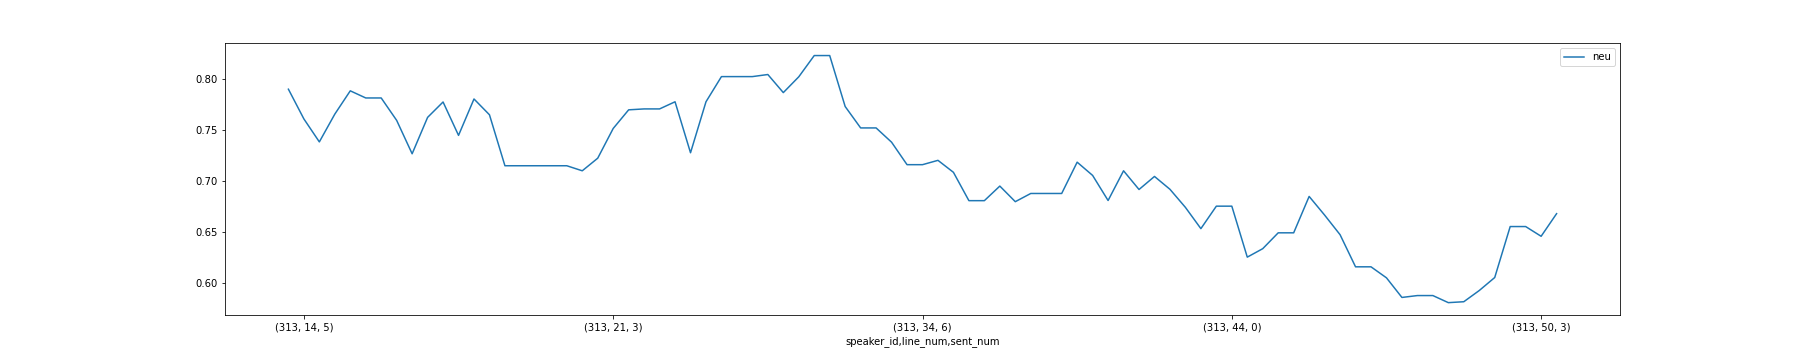 neu
0.80
0.75
0.70
0.65
0.60
(313, 14, 5) (313, 21, 3) (313, 34, 6) (313, 44, 0) (313, 50, 3)
speaker_id,line_num,sent_num